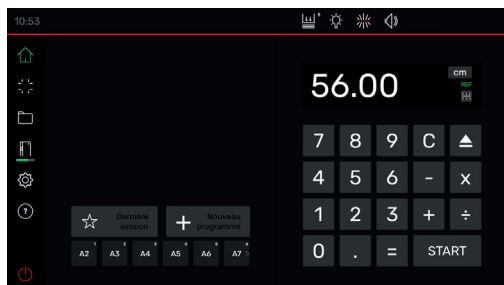 10:53
56.00
cm
REF
7 8 9 C
4 5 6 - x
1 2 3 + ÷
0 . = START
Dernière
session
+ Nouveau
programme
A2 A3 A4 A5 A6 A7 >
?